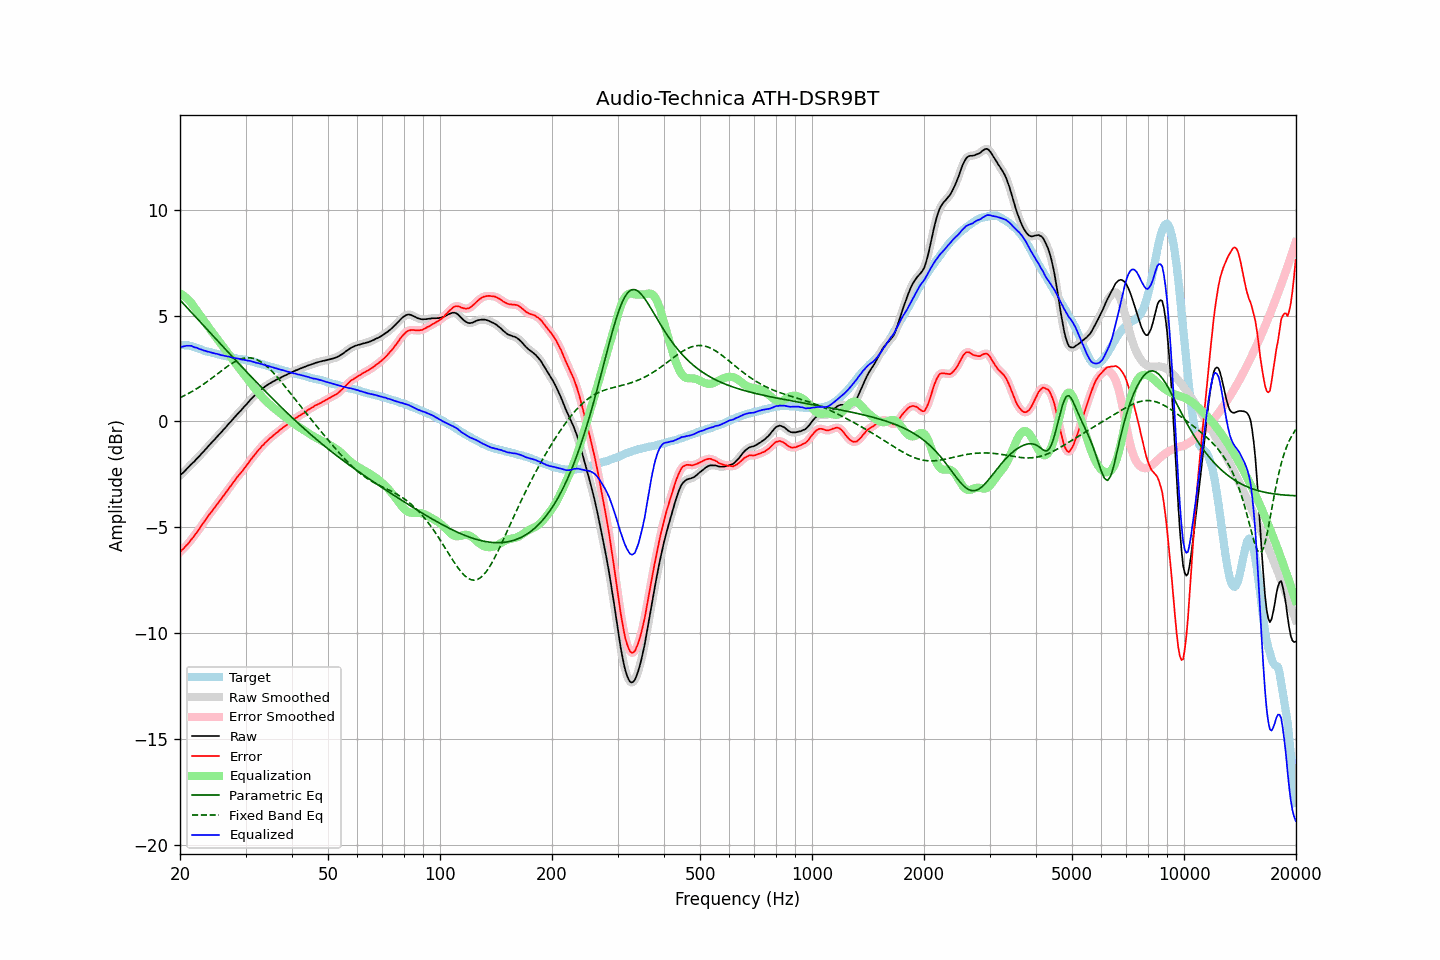 Audio-Technica ATH-DSR9BT
Amplitude (dBr)
10
5
0
−5
−10
−15
−20
Target
Raw Smoothed
Error Smoothed
Raw
Error
Equalization
Parametric Eq
Fixed Band Eq
Equalized
20 50 100 200 500 1000 2000 5000 10000 20000
Frequency (Hz)